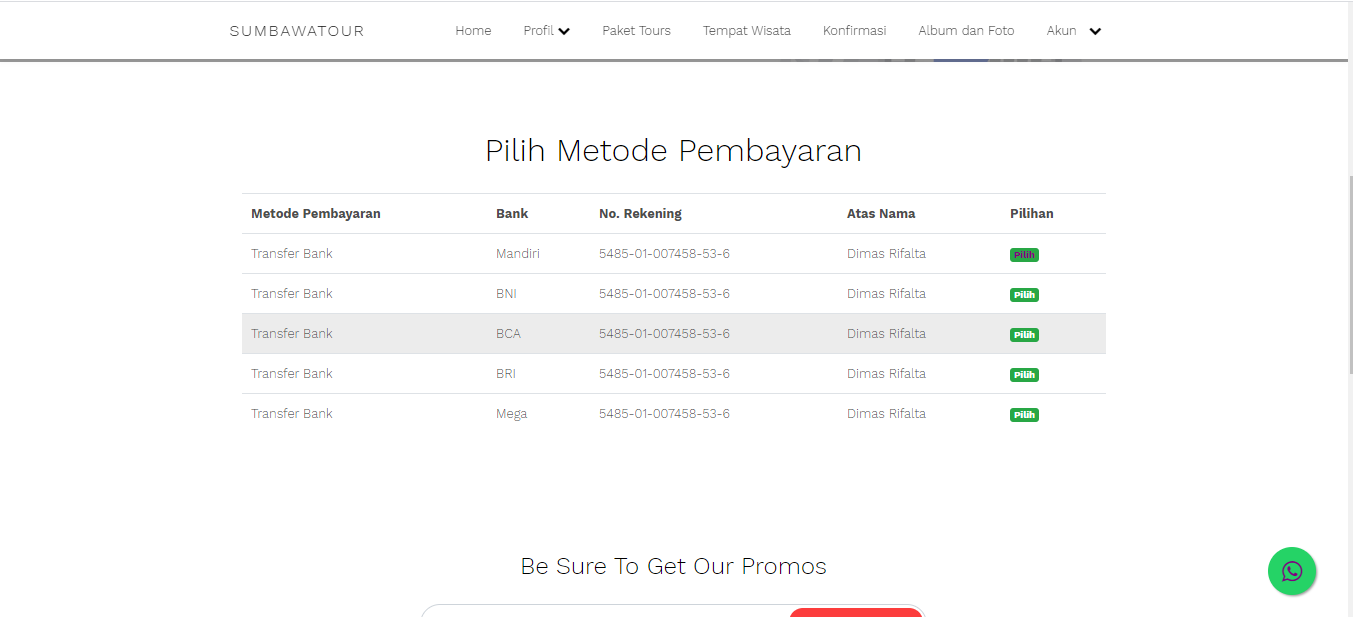 SUMBAWATOUR Home Profil Paket Tours Tempat Wisata Konfirmasi Album dan Foto Akun
Pilih Metode Pembayaran
Metode Pembayaran Bank No. Rekening Atas Nama Pilihan
Transfer Bank Mandiri 5485-01-007458-53-6 Dimas Rifalta Pilih
Transfer Bank BNI 5485-01-007458-53-6 Dimas Rifalta Pilih
Transfer Bank BCA 5485-01-007458-53-6 Dimas Rifalta Pilih
Transfer Bank BRI 5485-01-007458-53-6 Dimas Rifalta Pilih
Transfer Bank Mega 5485-01-007458-53-6 Dimas Rifalta Pilih
Be Sure To Get Our Promos